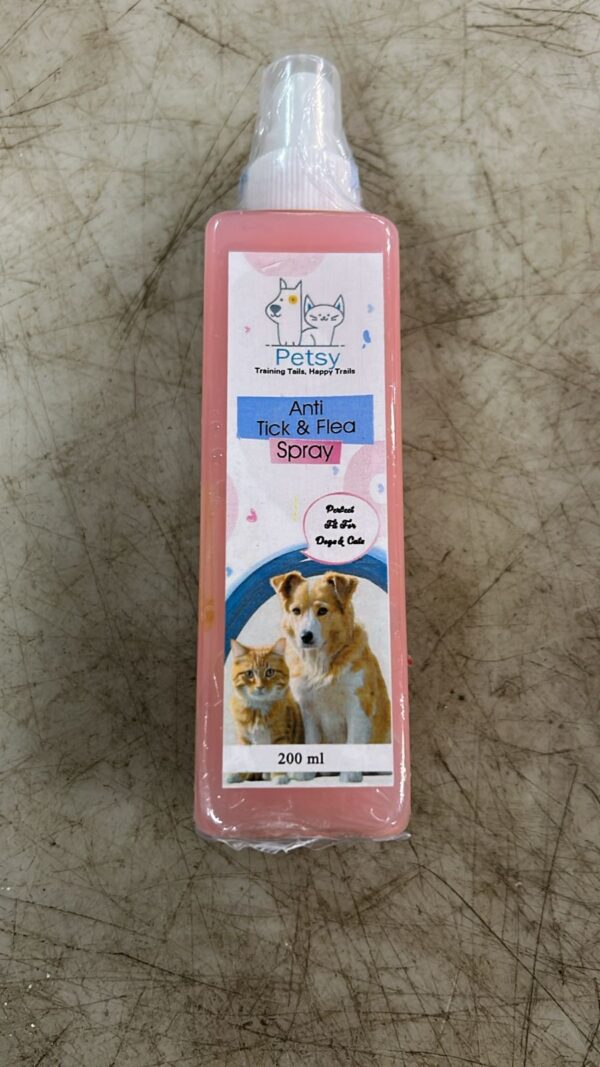 Petsy
Training Tails, Happy Trails
Anti
Tick & Flea
Spray
Perfect
Fit For
Dogs & Cats
200 ml